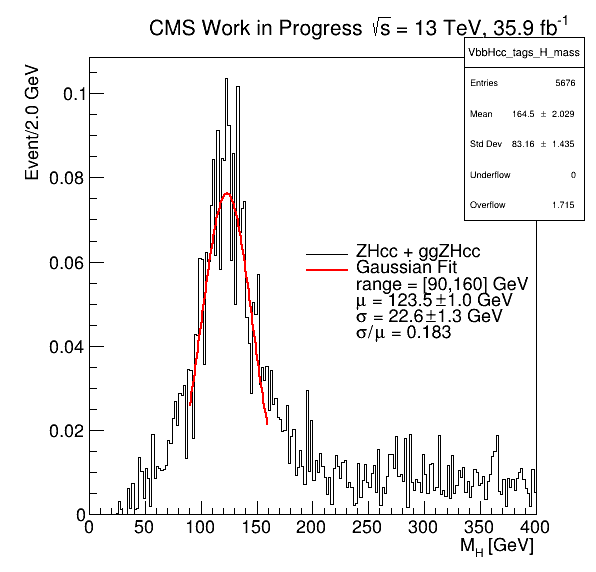 CMS Work in Progress √s = 13 TeV, 35.9 fb⁻¹
VbbHcc_tags_H_mass
Entries 5676
Mean 164.5 ± 2.029
Std Dev 83.16 ± 1.435
Underflow 0
Overflow 1.715
Event/2.0 GeV
0.1
0.08
0.06
0.04
0.02
0
ZHcc + ggZHcc
Gaussian Fit
range = [90,160] GeV
μ = 123.5±1.0 GeV
σ = 22.6±1.3 GeV
σ/μ = 0.183
0 50 100 150 200 250 300 350 400
M_H [GeV]